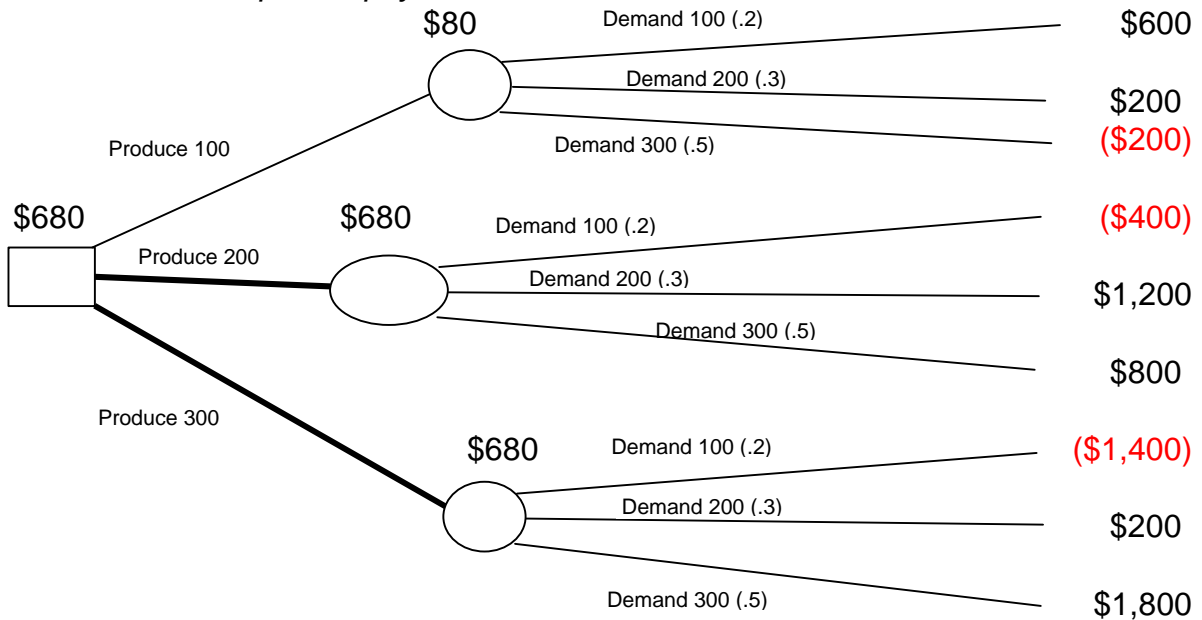 $80
Demand 100 (.2)
$600
Demand 200 (.3)
$200
Demand 300 (.5)
($200)
Produce 100
$680
$680
Demand 100 (.2)
($400)
Produce 200
Demand 200 (.3)
$1,200
Demand 300 (.5)
$800
Produce 300
$680
Demand 100 (.2)
($1,400)
Demand 200 (.3)
$200
Demand 300 (.5)
$1,800